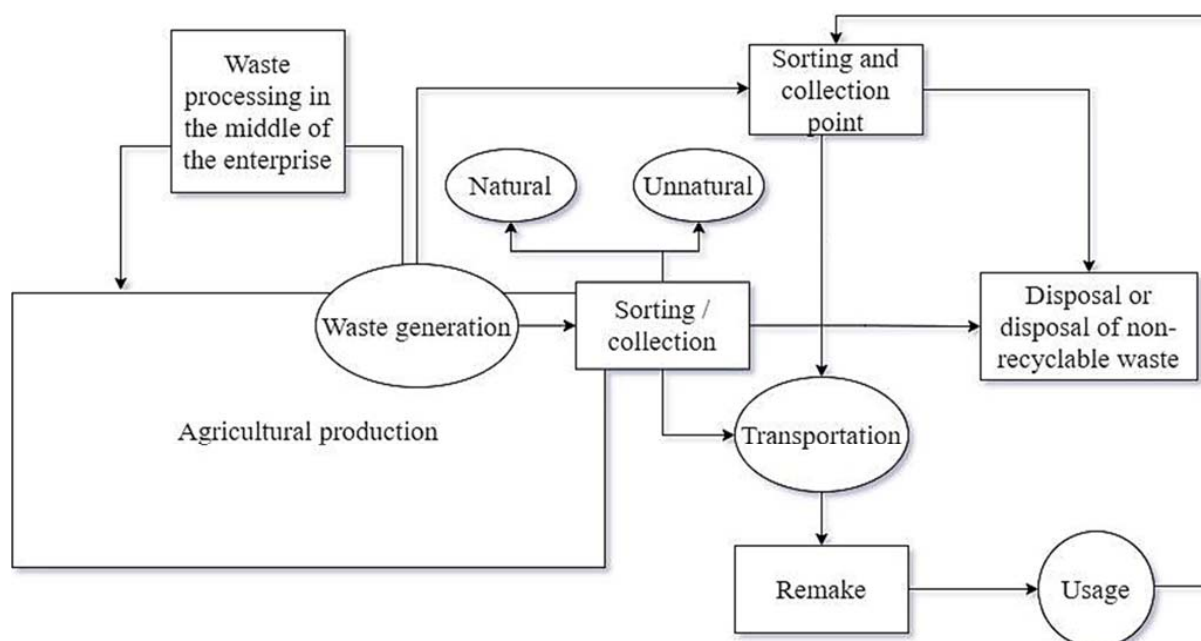 Waste
processing in
the middle of
the enterprise
Sorting and
collection
point
Natural
Unnatural
Waste generation
Sorting /
collection
Disposal or
disposal of non-
recyclable waste
Agricultural production
Transportation
Remake
Usage